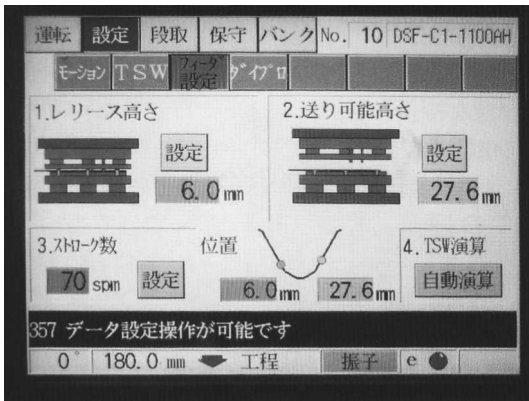 運転 設定 段取 保守 バンク No. 10 DSF-C1-1100AH
モーション TSW フィーダ設定 ダイプロ
1.レリース高さ 2.送り可能高さ
設定 設定
6.0 mm 27.6 mm
3.ストローク数 位置 4.TSW演算
70 spm 設定 6.0 mm 27.6 mm 自動演算
357 データ設定操作が可能です
0° 180.0 mm 工程 振子 e